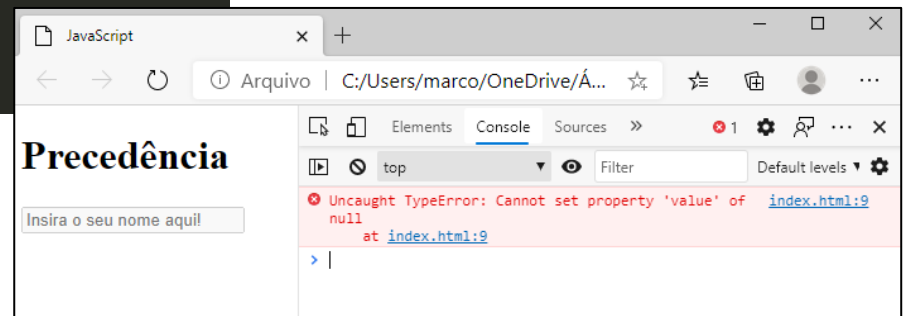 JavaScript
Arquivo | C:/Users/marco/OneDrive/Á...
Elements Console Sources » 1
top Filter Default levels
Precedência
Insira o seu nome aqui!
Uncaught TypeError: Cannot set property 'value' of index.html:9
null
at index.html:9
>